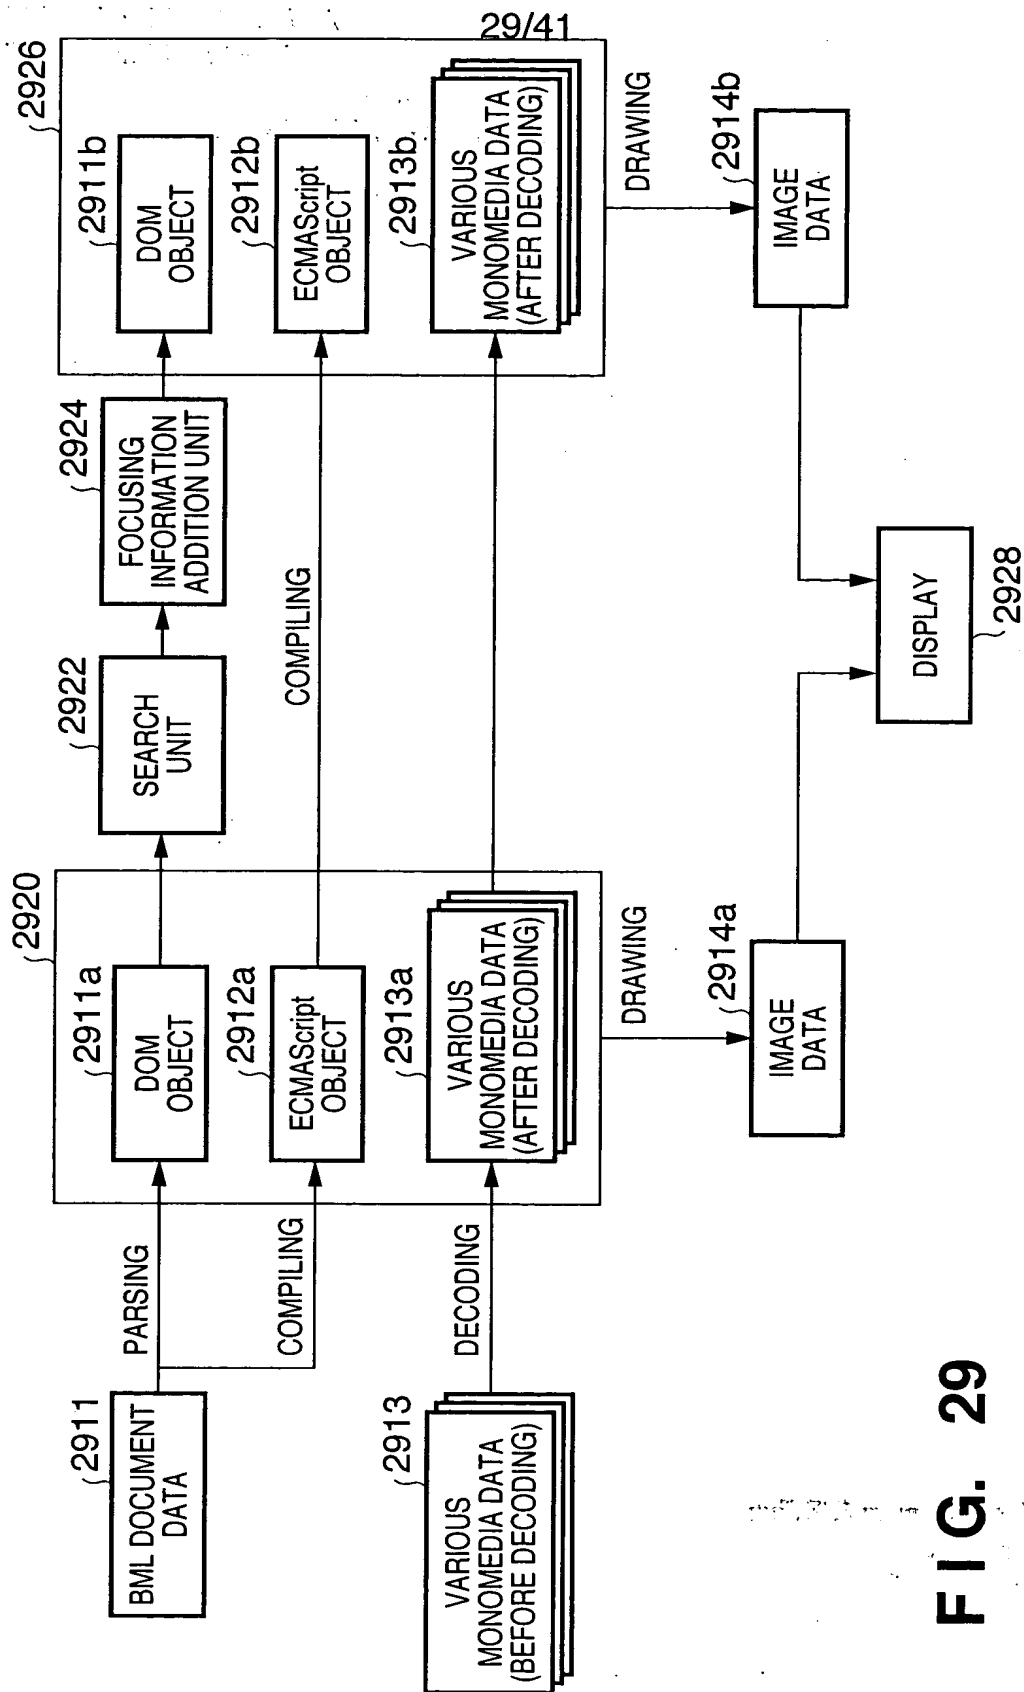 29/41
2911
BML DOCUMENT
DATA
PARSING
COMPILING
2913
VARIOUS
MONOMEDIA DATA
(BEFORE DECODING)
DECODING
2920
2911a
DOM
OBJECT
2912a
ECMAScript
OBJECT
2913a
VARIOUS
MONOMEDIA DATA
(AFTER DECODING)
2922
SEARCH
UNIT
2924
FOCUSING
INFORMATION
ADDITION UNIT
COMPILING
2926
2911b
DOM
OBJECT
2912b
ECMAScript
OBJECT
2913b
VARIOUS
MONOMEDIA DATA
(AFTER DECODING)
DRAWING
2914a
IMAGE
DATA
DRAWING
2914b
IMAGE
DATA
DISPLAY
2928
FIG. 29